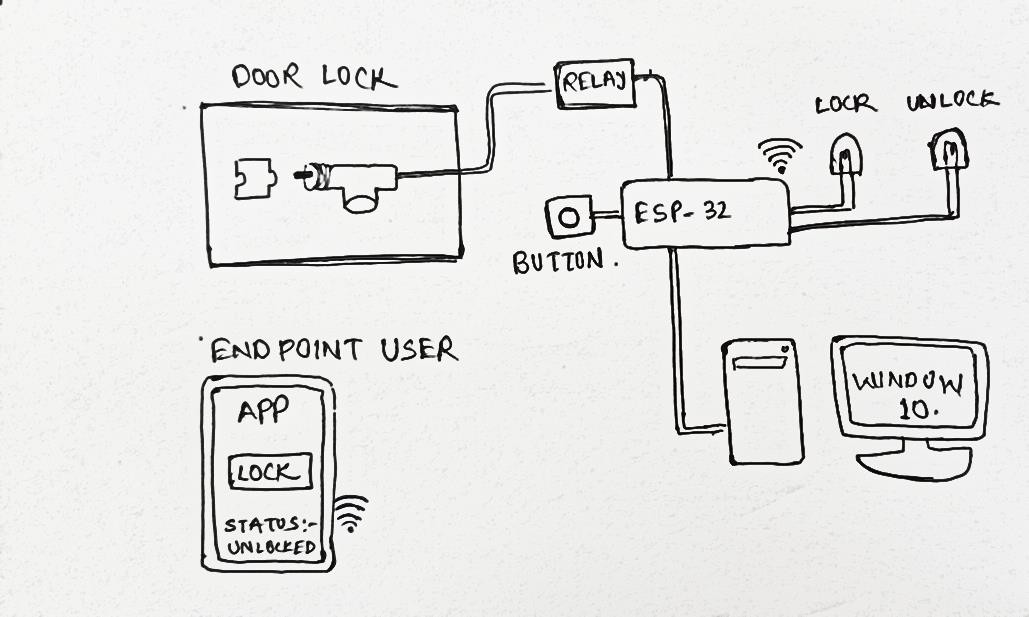 DOOR LOCK
RELAY
LOCK
UNLOCK
ESP-32
BUTTON.
ENDPOINT USER
APP
LOCK
STATUS:-
UNLOCKED
WINDOW
10.